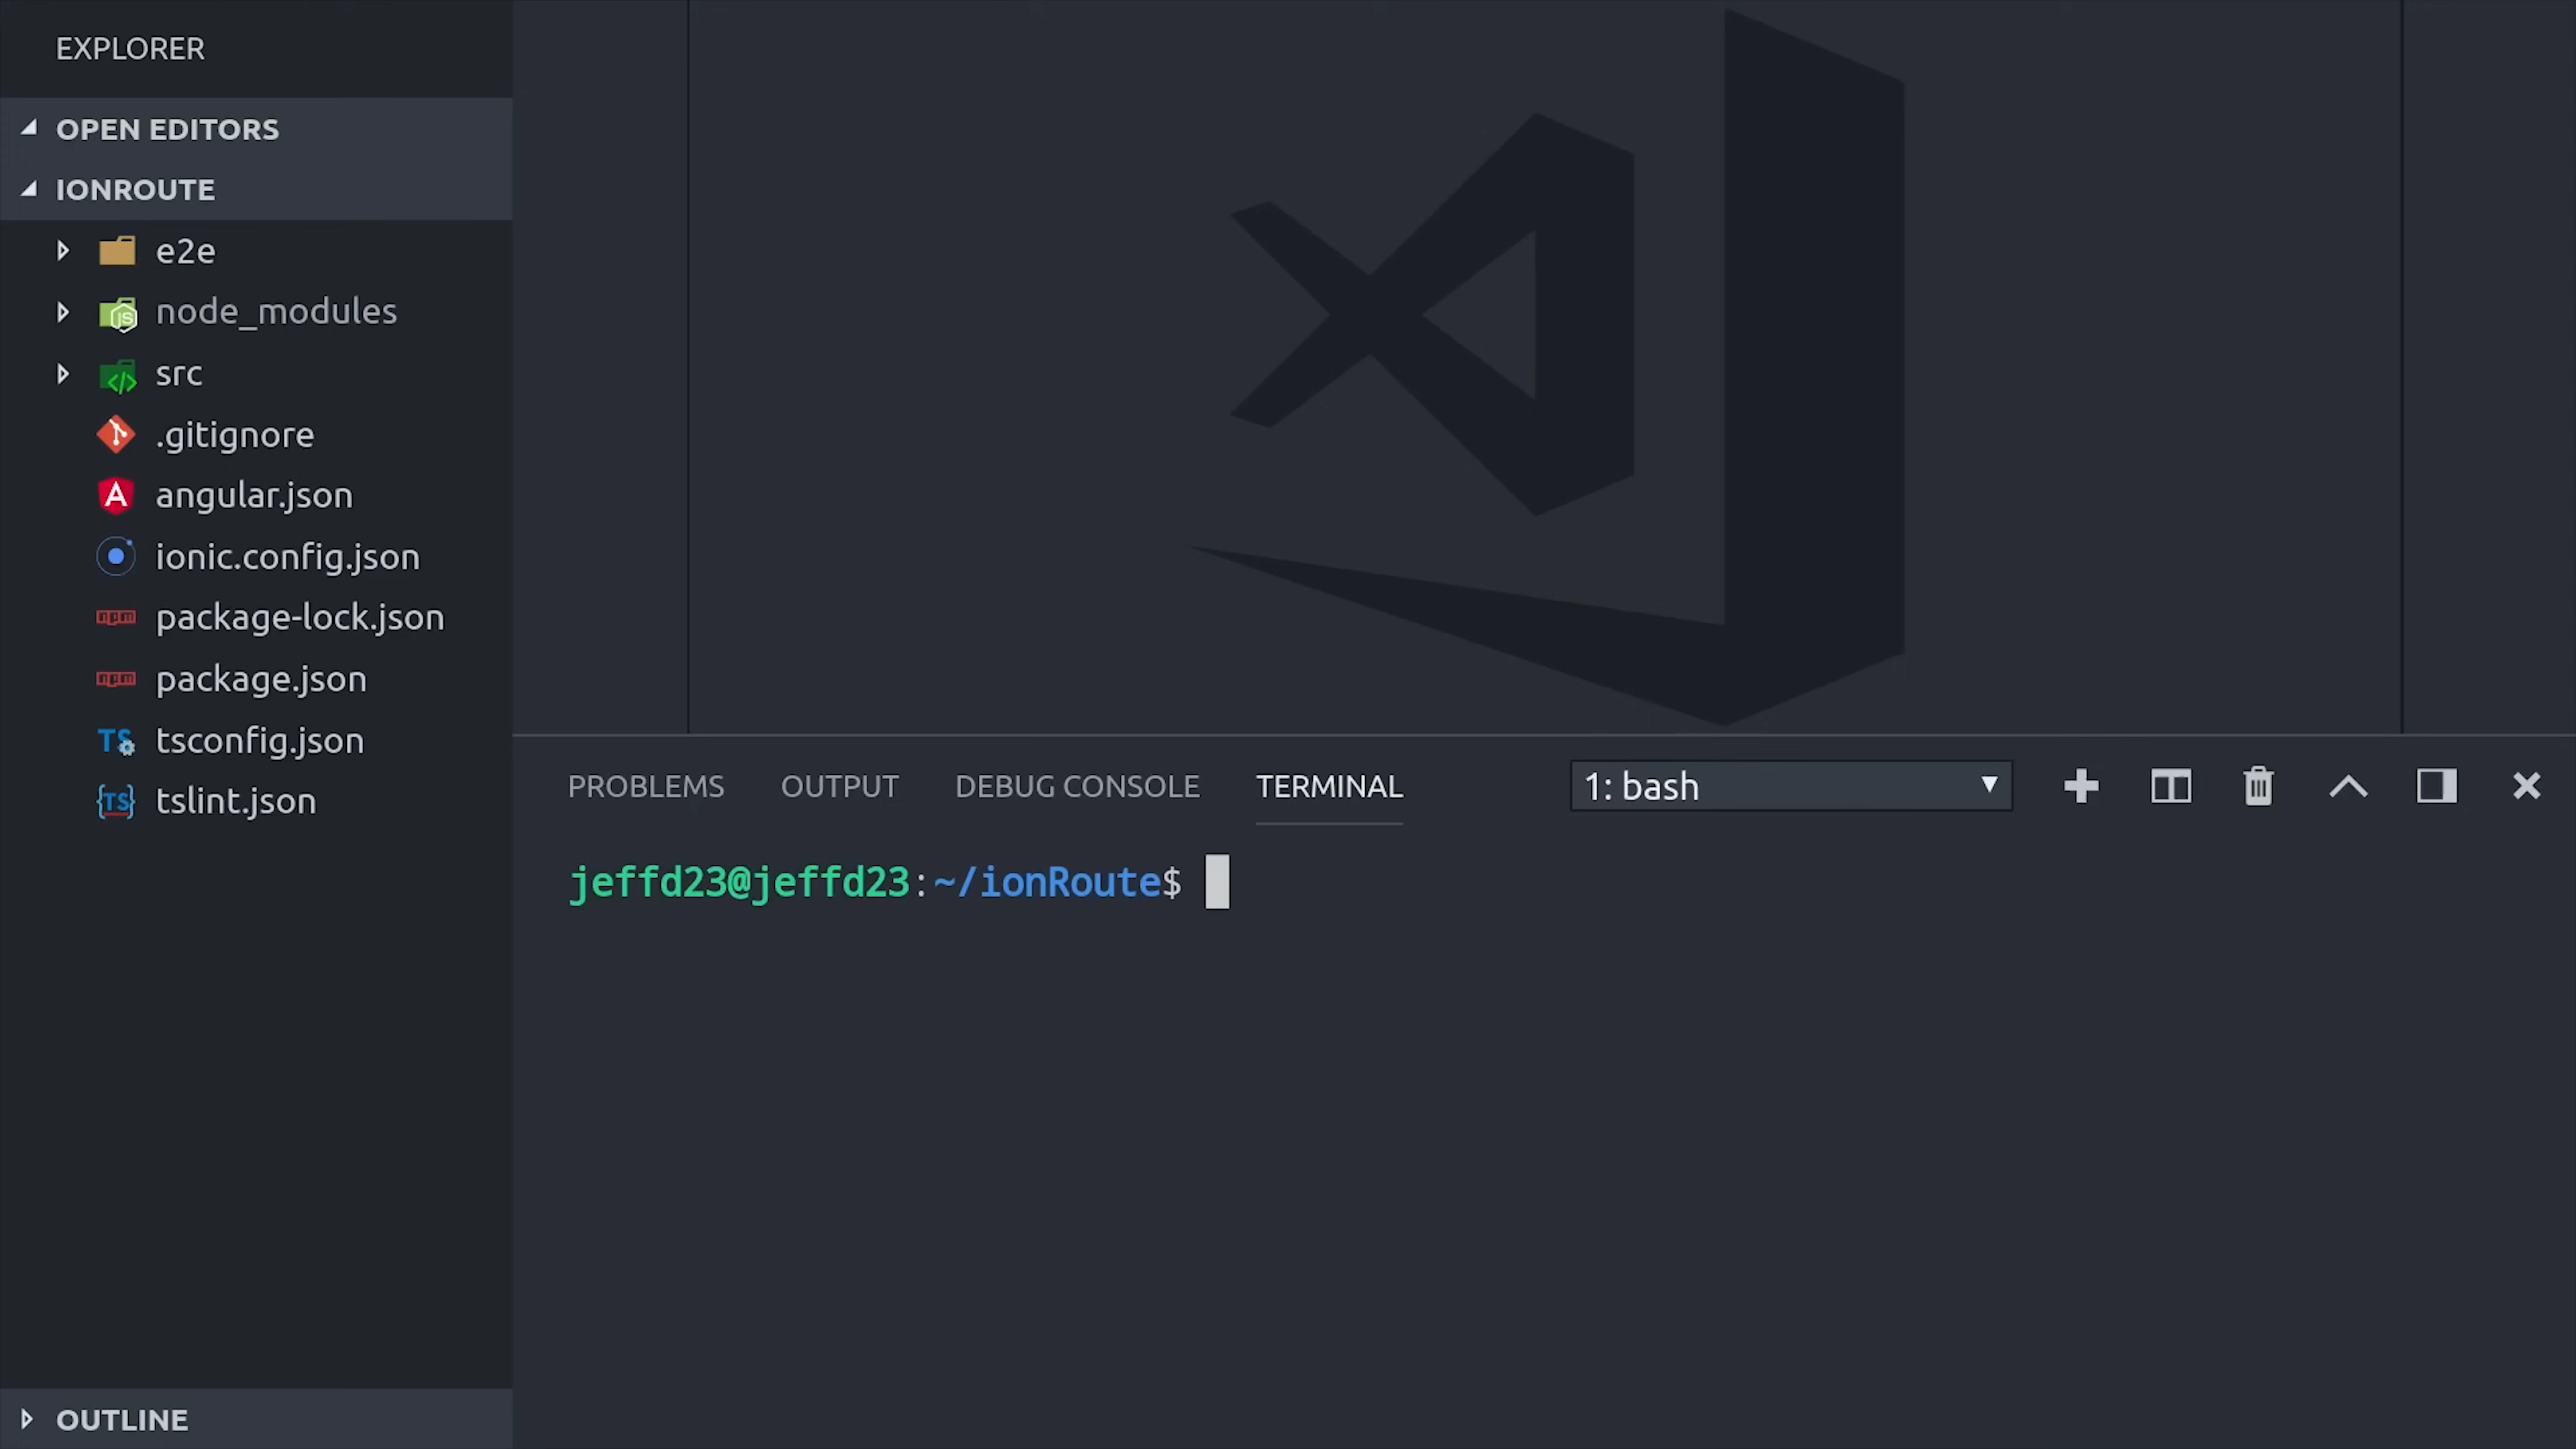 EXPLORER
OPEN EDITORS
IONROUTE
e2e
node_modules
src
.gitignore
angular.json
ionic.config.json
package-lock.json
package.json
tsconfig.json
tslint.json
OUTLINE
PROBLEMS OUTPUT DEBUG CONSOLE TERMINAL 1: bash
jeffd23@jeffd23:~/ionRoute$